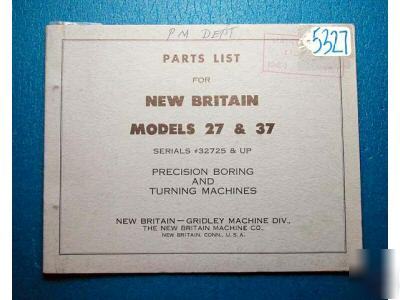 P M DEPT
5327
PARTS LIST
FOR
NEW BRITAIN
MODELS 27 & 37
SERIALS #32725 & UP
PRECISION BORING
AND
TURNING MACHINES
NEW BRITAIN—GRIDLEY MACHINE DIV.,
THE NEW BRITAIN MACHINE CO.
NEW BRITAIN, CONN., U.S.A.